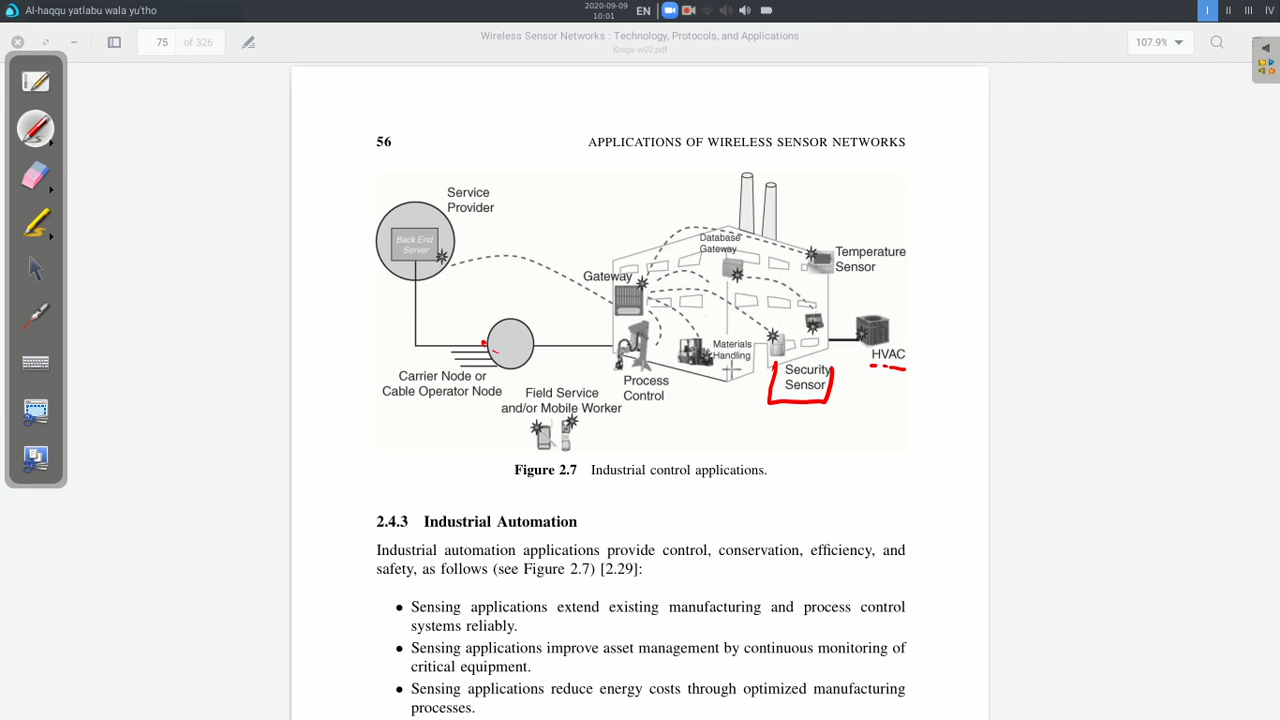 Al-haqqu yatlabu wala yu'tho
2020-09-09
10:01
EN
I II III IV
75 of 326
Wireless Sensor Networks : Technology, Protocols, and Applications
Kniga-w02.pdf
107.9%
56 APPLICATIONS OF WIRELESS SENSOR NETWORKS
Service
Provider
Back End
Server
Database
Gateway
Temperature
Sensor
Gateway
Materials
Handling
HVAC
Security
Sensor
Carrier Node or
Cable Operator Node
Process
Control
Field Service
and/or Mobile Worker
Figure 2.7 Industrial control applications.
2.4.3 Industrial Automation
Industrial automation applications provide control, conservation, efficiency, and
safety, as follows (see Figure 2.7) [2.29]:
● Sensing applications extend existing manufacturing and process control
systems reliably.
● Sensing applications improve asset management by continuous monitoring of
critical equipment.
● Sensing applications reduce energy costs through optimized manufacturing
processes.